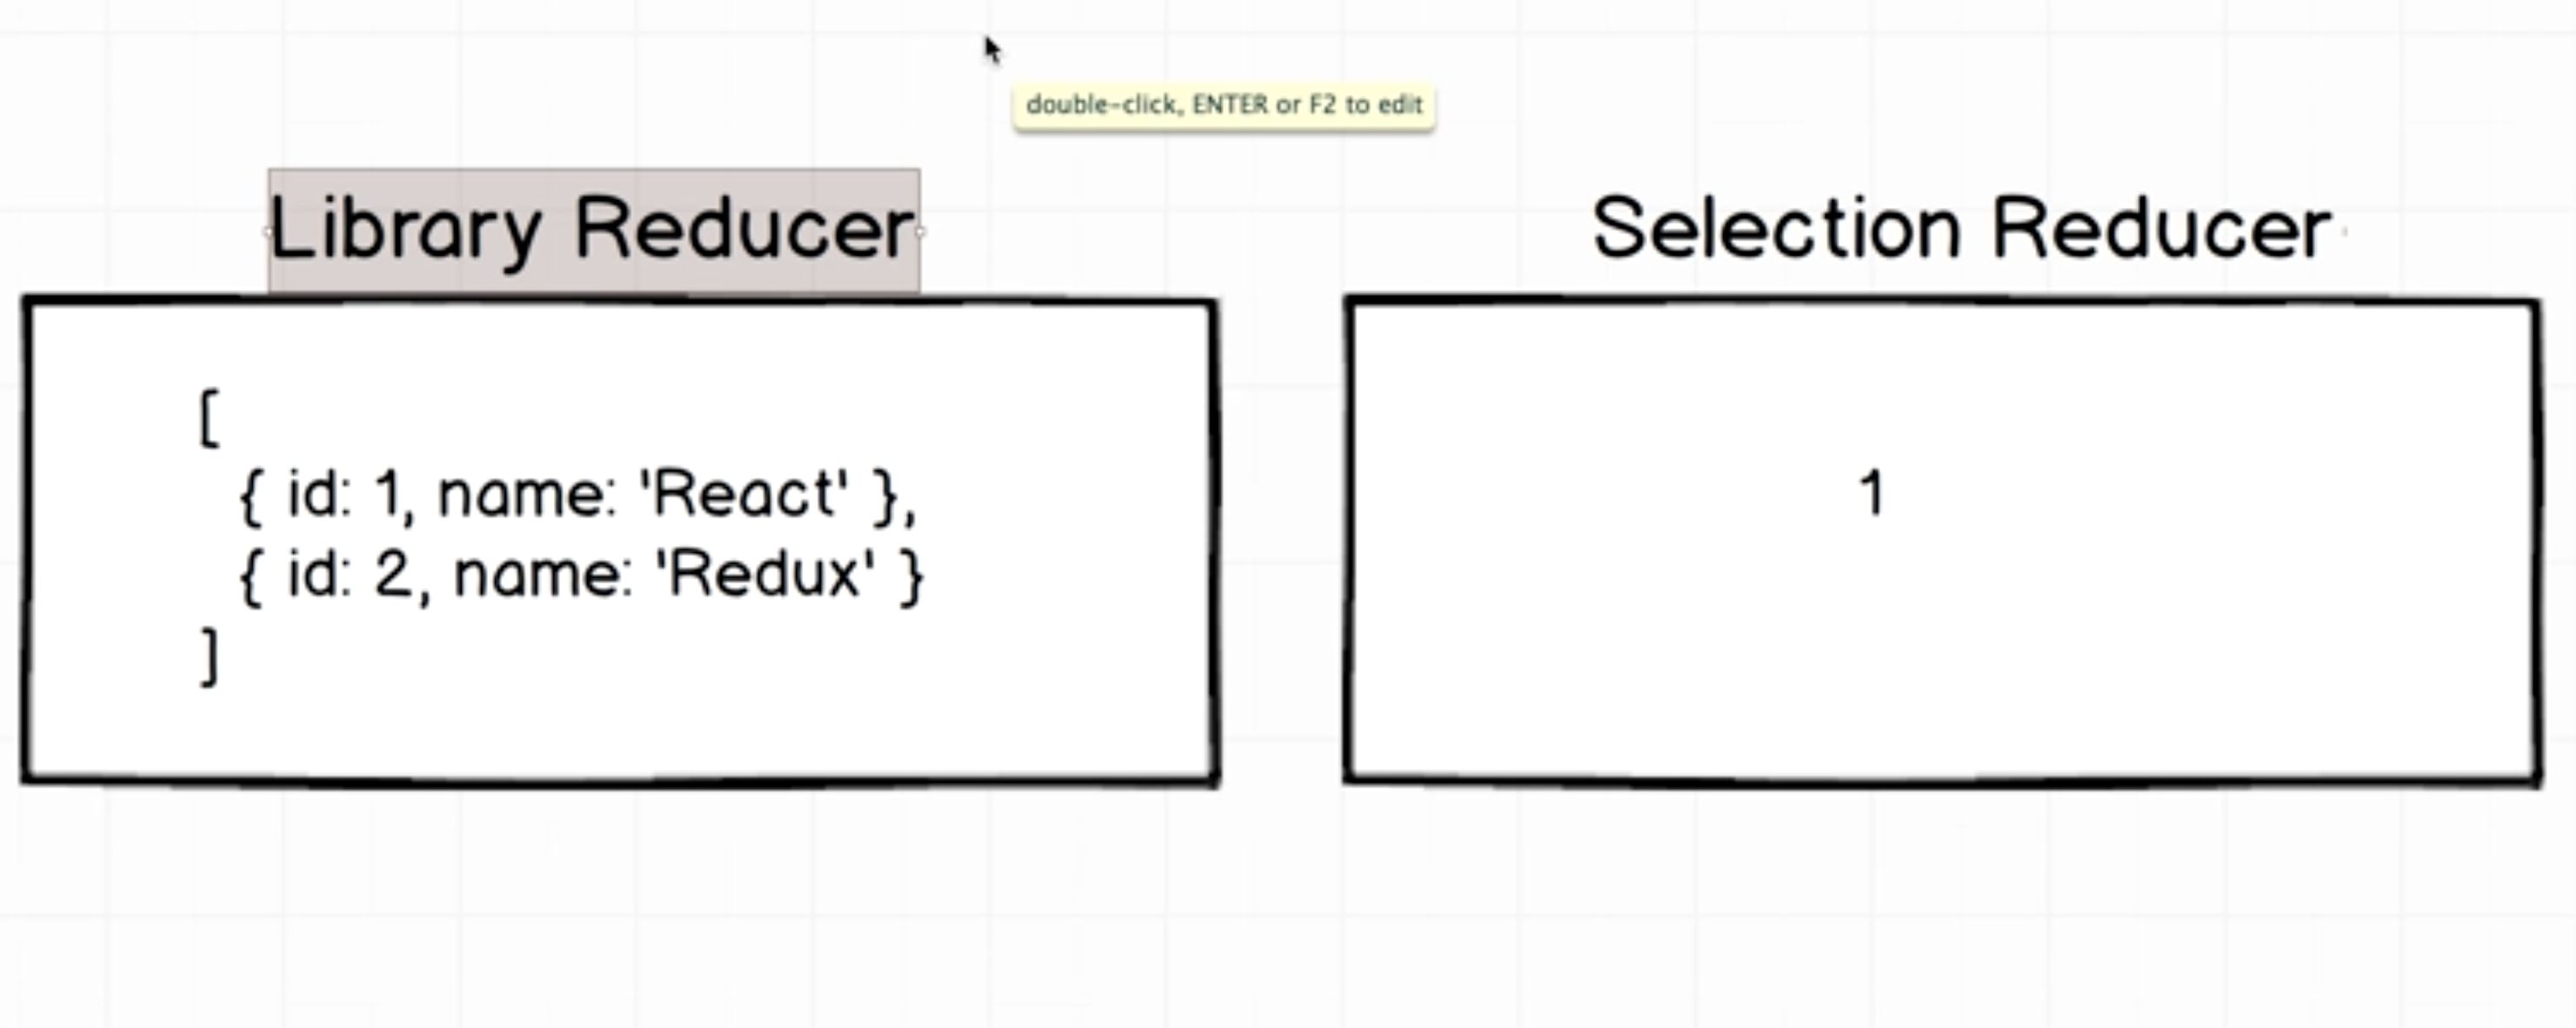 double-click, ENTER or F2 to edit
Library Reducer
[
{ id: 1, name: 'React' },
{ id: 2, name: 'Redux' }
]
Selection Reducer
1